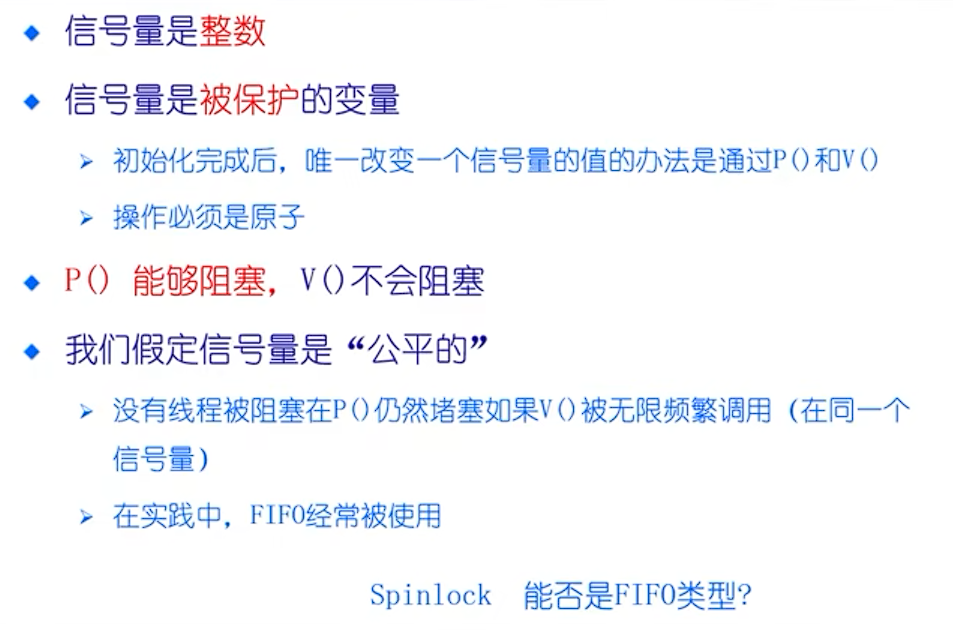 信号量是整数
信号量是被保护的变量
初始化完成后，唯一改变一个信号量的值的办法是通过P()和V()
操作必须是原子
P() 能够阻塞，V()不会阻塞
我们假定信号量是“公平的”
没有线程被阻塞在P()仍然堵塞如果V()被无限频繁调用（在同一个
信号量）
在实践中，FIFO经常被使用
Spinlock 能否是FIFO类型?